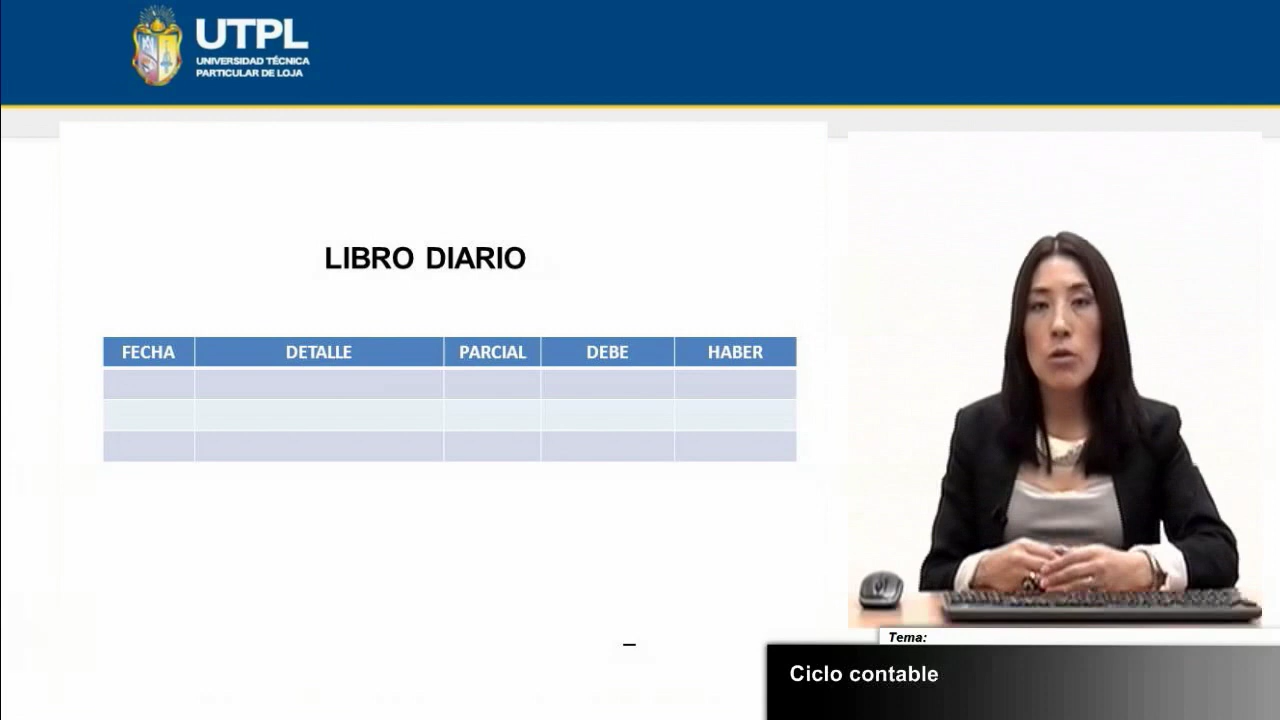 UTPL
UNIVERSIDAD TÉCNICA
PARTICULAR DE LOJA
LIBRO DIARIO
FECHA DETALLE PARCIAL DEBE HABER
Tema:
Ciclo contable